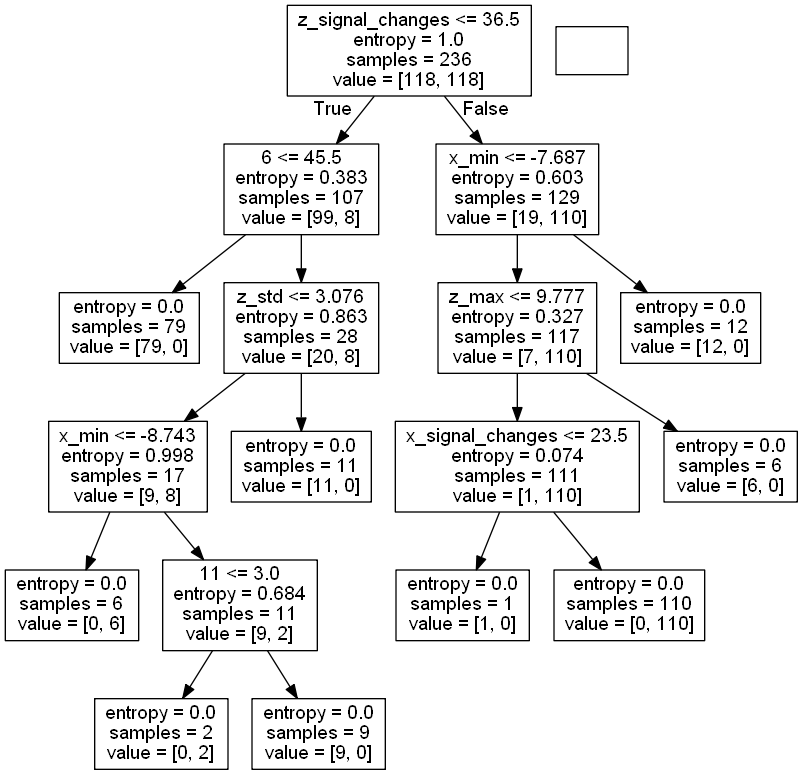 z_signal_changes <= 36.5
entropy = 1.0
samples = 236
value = [118, 118]
True
False
6 <= 45.5
entropy = 0.383
samples = 107
value = [99, 8]
x_min <= -7.687
entropy = 0.603
samples = 129
value = [19, 110]
entropy = 0.0
samples = 79
value = [79, 0]
z_std <= 3.076
entropy = 0.863
samples = 28
value = [20, 8]
z_max <= 9.777
entropy = 0.327
samples = 117
value = [7, 110]
entropy = 0.0
samples = 12
value = [12, 0]
x_min <= -8.743
entropy = 0.998
samples = 17
value = [9, 8]
entropy = 0.0
samples = 11
value = [11, 0]
x_signal_changes <= 23.5
entropy = 0.074
samples = 111
value = [1, 110]
entropy = 0.0
samples = 6
value = [6, 0]
entropy = 0.0
samples = 6
value = [0, 6]
11 <= 3.0
entropy = 0.684
samples = 11
value = [9, 2]
entropy = 0.0
samples = 1
value = [1, 0]
entropy = 0.0
samples = 110
value = [0, 110]
entropy = 0.0
samples = 2
value = [0, 2]
entropy = 0.0
samples = 9
value = [9, 0]